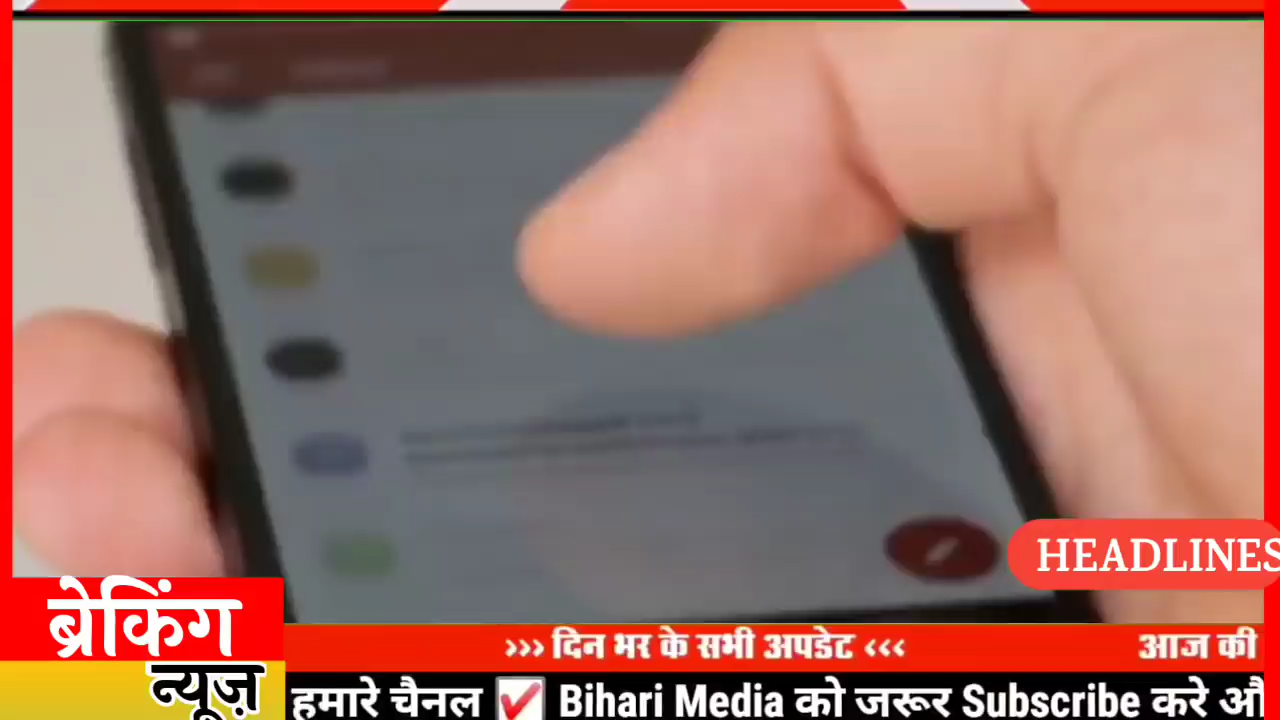 HEADLINES
ब्रेकिंग
न्यूज़
››› दिन भर के सभी अपडेट ‹‹‹ आज की
हमारे चैनल ✅ Bihari Media को जरूर Subscribe करे औ